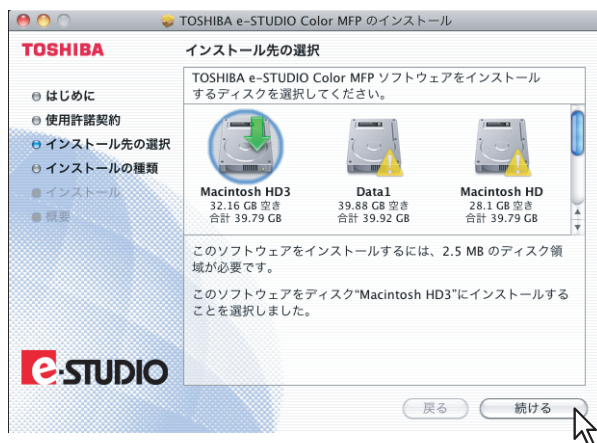 TOSHIBA e-STUDIO Color MFP のインストール
TOSHIBA
インストール先の選択
はじめに
使用許諾契約
インストール先の選択
インストールの種類
インストール
概要
TOSHIBA e-STUDIO Color MFP ソフトウェアをインストール
するディスクを選択してください。
Macintosh HD3
32.16 GB 空き
合計 39.79 GB
Data1
39.88 GB 空き
合計 39.92 GB
Macintosh HD
28.1 GB 空き
合計 39.79 GB
このソフトウェアをインストールするには、2.5 MB のディスク領
域が必要です。
このソフトウェアをディスク“Macintosh HD3”にインストールする
ことを選択しました。
e-STUDIO
戻る
続ける